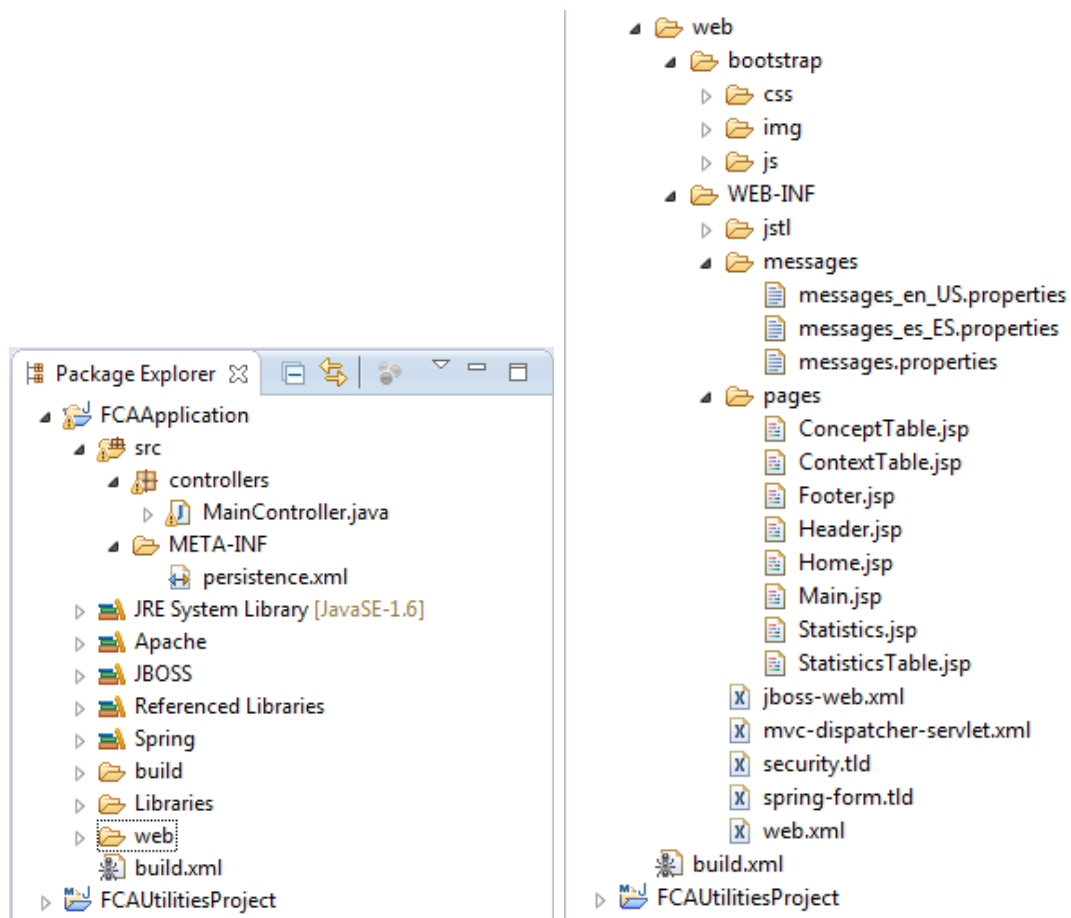 Package Explorer
FCAApplication
src
controllers
MainController.java
META-INF
persistence.xml
JRE System Library [JavaSE-1.6]
Apache
JBOSS
Referenced Libraries
Spring
build
Libraries
web
build.xml
FCAUtilitiesProject
web
bootstrap
css
img
js
WEB-INF
jstl
messages
messages_en_US.properties
messages_es_ES.properties
messages.properties
pages
ConceptTable.jsp
ContextTable.jsp
Footer.jsp
Header.jsp
Home.jsp
Main.jsp
Statistics.jsp
StatisticsTable.jsp
jboss-web.xml
mvc-dispatcher-servlet.xml
security.tld
spring-form.tld
web.xml
build.xml
FCAUtilitiesProject